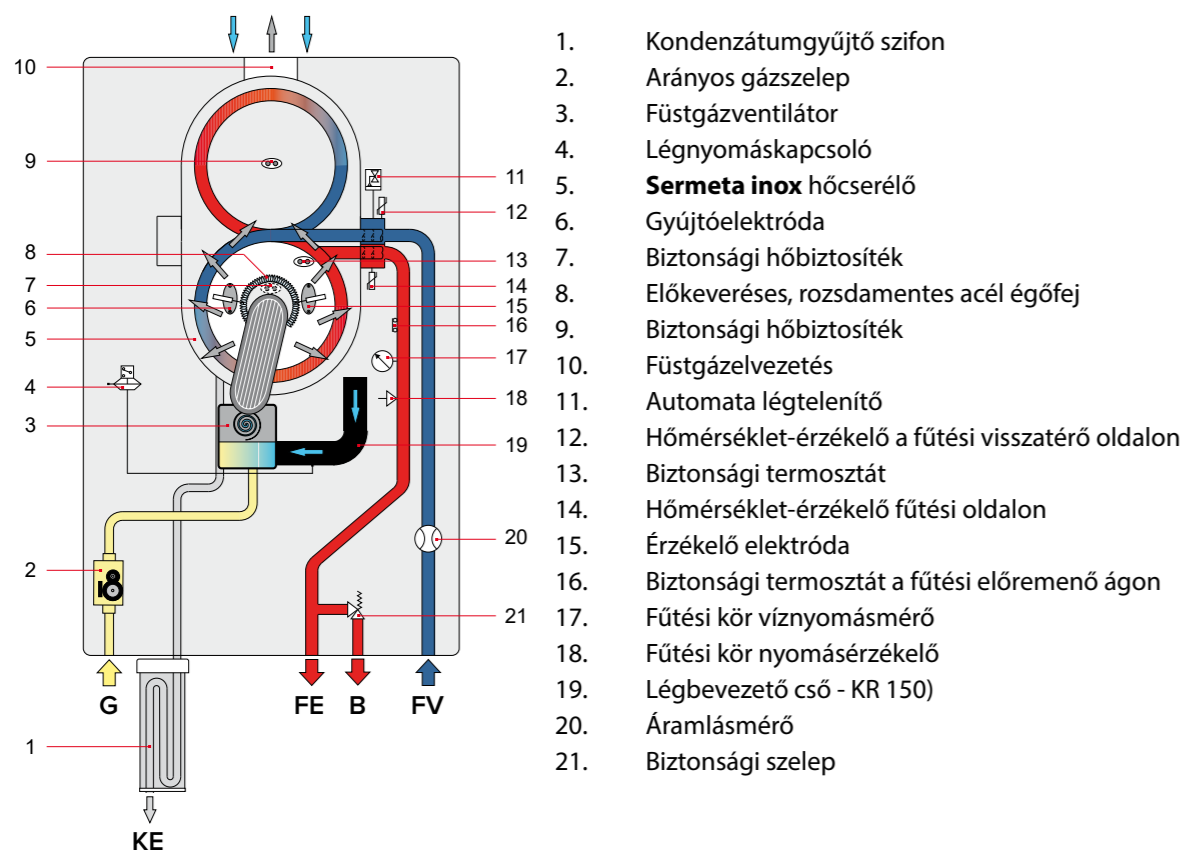 10
9
8
7
6
5
4
3
2
1
11
12
13
14
15
16
17
18
19
20
21
G
FE
B
FV
KE
1. Kondenzátumgyűjtő szifon
2. Arányos gázszelep
3. Füstgázventilátor
4. Légnyomáskapcsoló
5. Sermeta inox hőcserélő
6. Gyújtóelektróda
7. Biztonsági hőbiztosíték
8. Előkeveréses, rozsdamentes acél égőfej
9. Biztonsági hőbiztosíték
10. Füstgázelvezetés
11. Automata légtelenítő
12. Hőmérséklet-érzékelő a fűtési visszatérő oldalon
13. Biztonsági termosztát
14. Hőmérséklet-érzékelő fűtési oldalon
15. Érzékelő elektróda
16. Biztonsági termosztát a fűtési előremenő ágon
17. Fűtési kör víznyomásmérő
18. Fűtési kör nyomásérzékelő
19. Légbevezető cső - KR 150)
20. Áramlásmérő
21. Biztonsági szelep